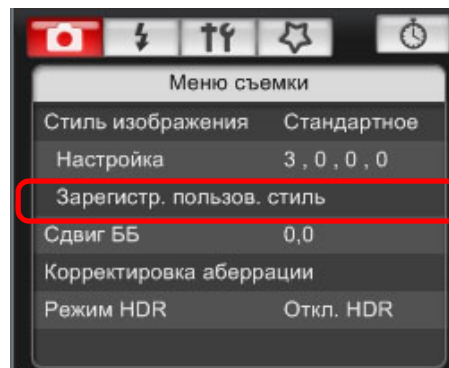 Меню съемки
Стиль изображения Стандартное
Настройка 3 , 0 , 0 , 0
Зарегистр. пользов. стиль
Сдвиг ББ 0,0
Корректировка аберрации
Режим HDR Откл. HDR